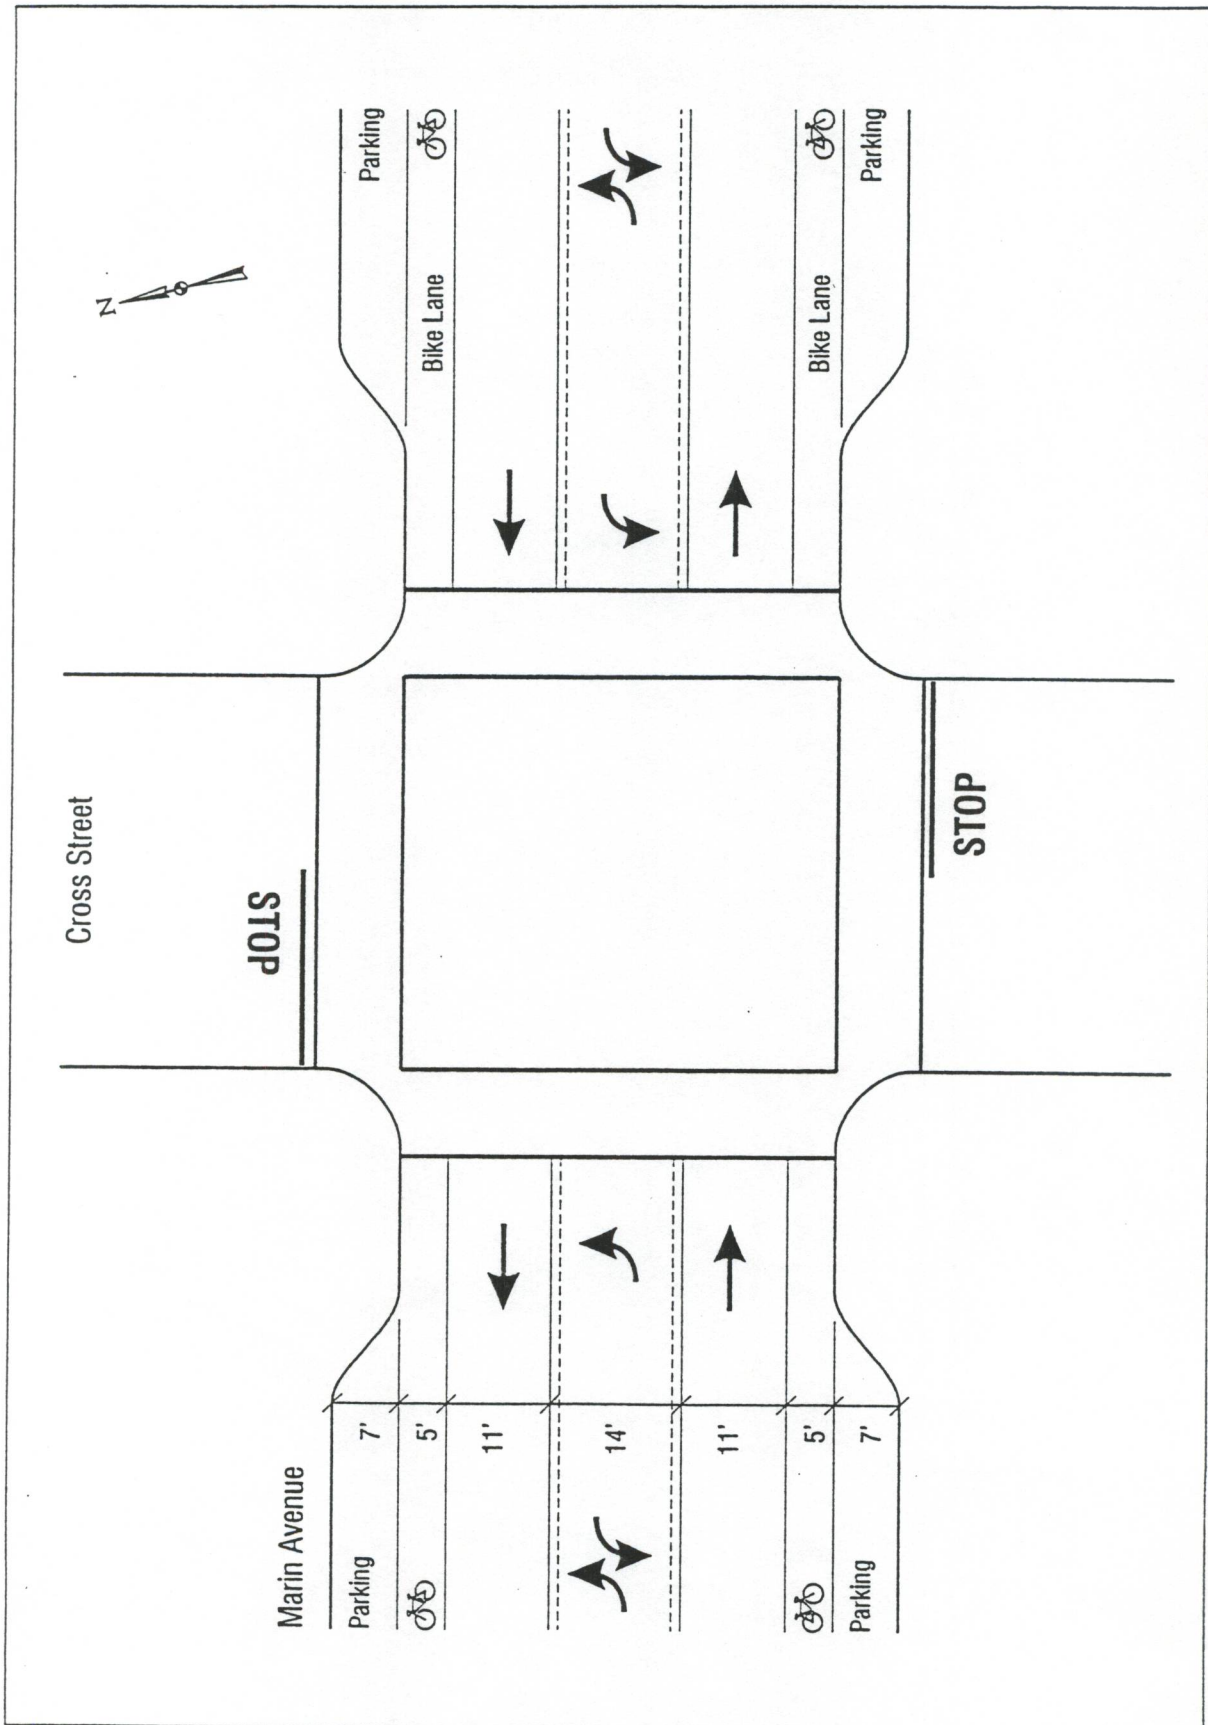 N
Cross Street
STOP
Parking
Bike Lane
Bike Lane
Parking
STOP
Marin Avenue
Parking
7'
5'
11'
14'
11'
5'
7'
Parking